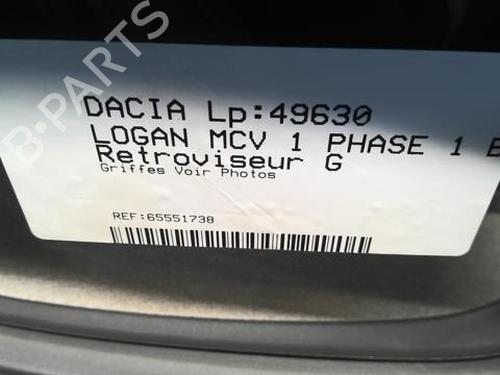 B-PARTS
DACIA Lp:49630
LOGAN MCV 1 PHASE 1
Retroviseur G
Griffes Voir Photos
REF:65551738